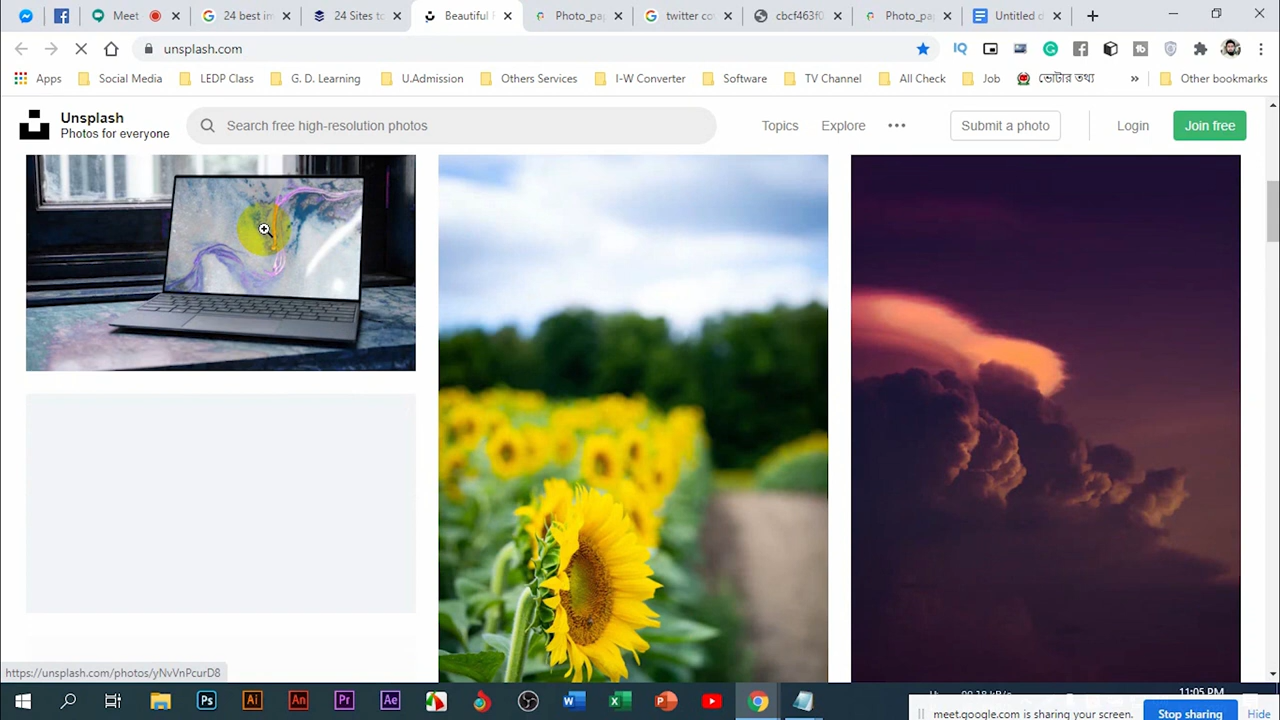 Meet
24 best in
24 Sites to
Beautiful
Photo_pa
twitter co
cbcf463f0
Photo_pa
Untitled d
unsplash.com
Apps
Social Media
LEDP Class
G. D. Learning
U.Admission
Others Services
I-W Converter
Software
TV Channel
All Check
Job
ভোটার তথ্য
»
Other bookmarks
Unsplash
Photos for everyone
Search free high-resolution photos
Topics
Explore
Submit a photo
Login
Join free
https://unsplash.com/photos/yNvVnPcurD8
11:05 PM
meet.google.com is sharing your screen.
Stop sharing
Hide